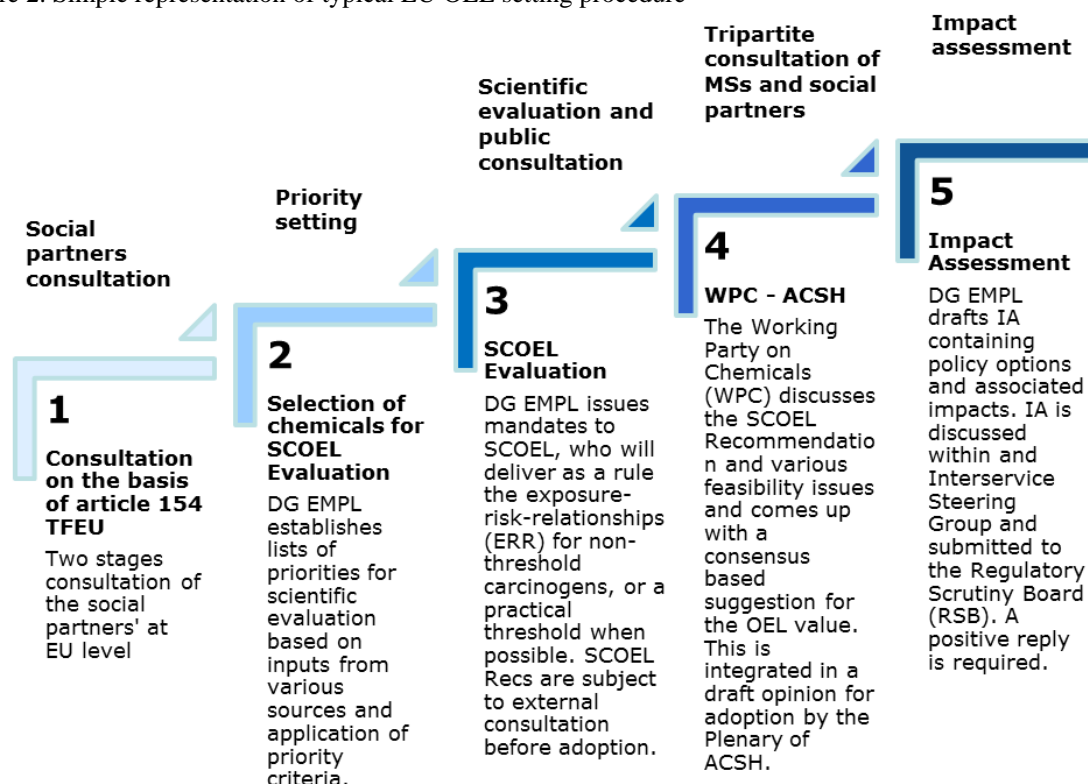 2. Simple representation of typical EU OEL setting procedure
Social
partners
consultation
1
Consultation
on the basis
of article 154
TFEU
Two stages
consultation of
the social
partners' at
EU level
Priority
setting
2
Selection of
chemicals for
SCOEL
Evaluation
DG EMPL
establishes
lists of
priorities for
scientific
evaluation
based on
inputs from
various
sources and
application of
priority
criteria.
Scientific
evaluation and
public
consultation
3
SCOEL
Evaluation
DG EMPL issues
mandates to
SCOEL, who will
deliver as a rule
the exposure-
risk-relationships
(ERR) for non-
threshold
carcinogens, or a
practical
threshold when
possible. SCOEL
Recs are subject
to external
consultation
before adoption.
Tripartite
consultation of
MSs and social
partners
4
WPC - ACSH
The Working
Party on
Chemicals
(WPC) discusses
the SCOEL
Recommendatio
n and various
feasibility issues
and comes up
with a
consensus
based
suggestion for
the OEL value.
This is
integrated in a
draft opinion for
adoption by the
Plenary of
ACSH.
Impact
assessment
5
Impact
Assessment
DG EMPL
drafts IA
containing
policy options
and associated
impacts. IA is
discussed
within and
Interservice
Steering
Group and
submitted to
the Regulatory
Scrutiny Board
(RSB). A
positive reply
is required.